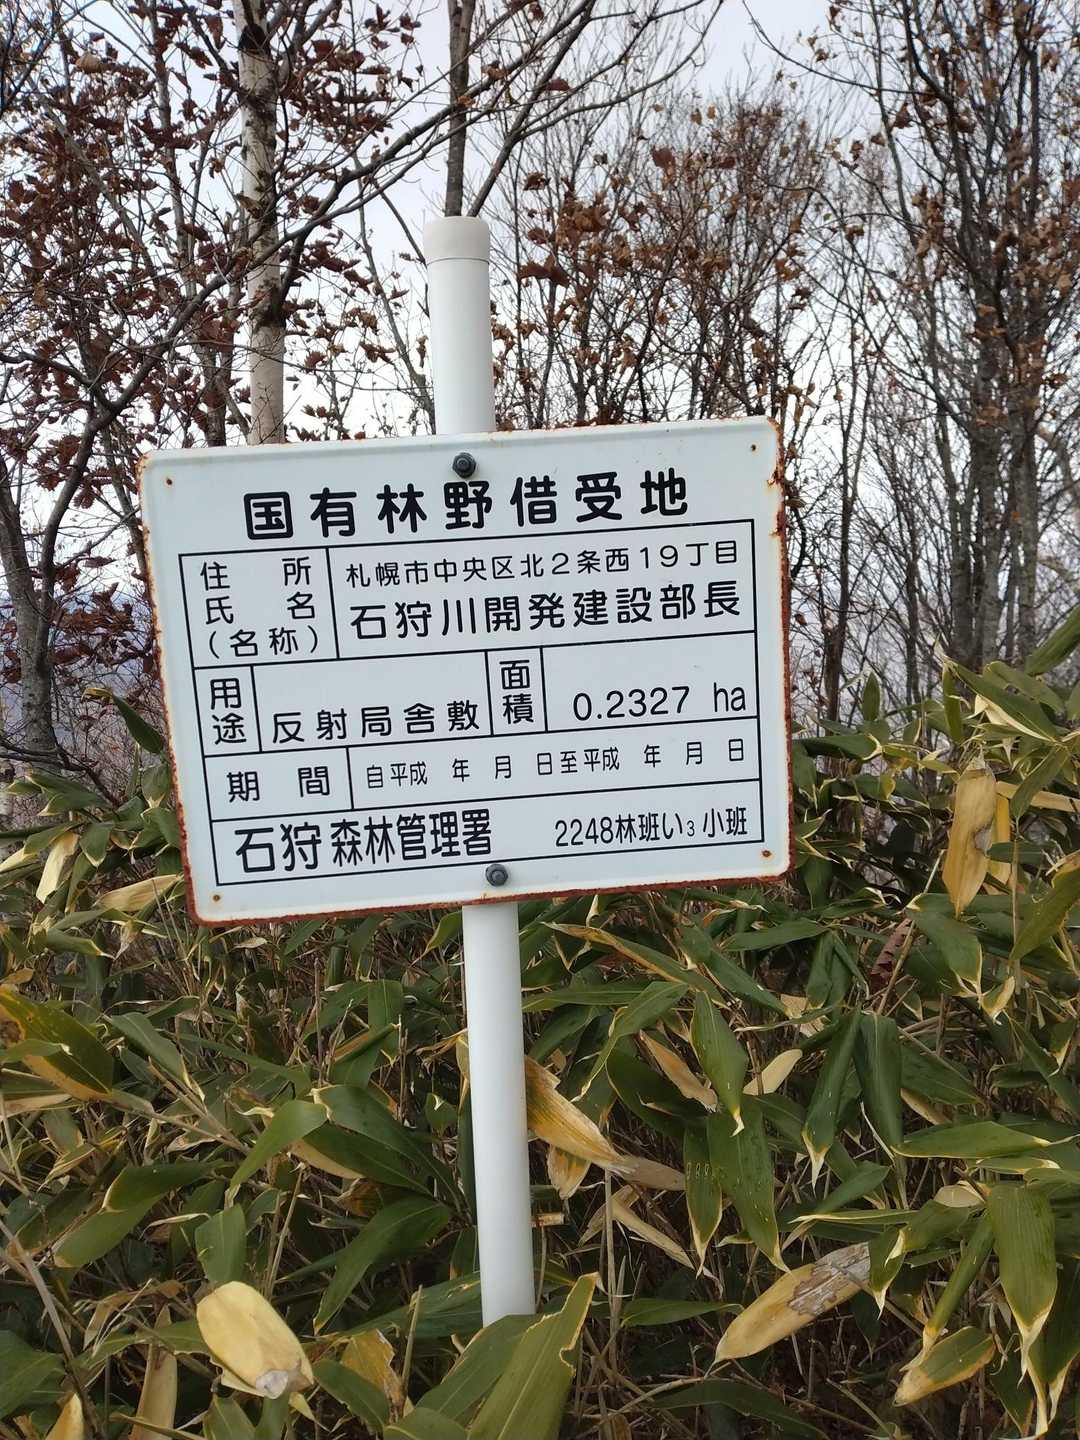 国有林野借受地
住所 札幌市中央区北2条西19丁目
氏名
(名称) 石狩川開発建設部長
用途 反射局舎敷 面積 0.2327 ha
期間 自平成 年 月 日至平成 年 月 日
石狩森林管理署 2248林班い3小班